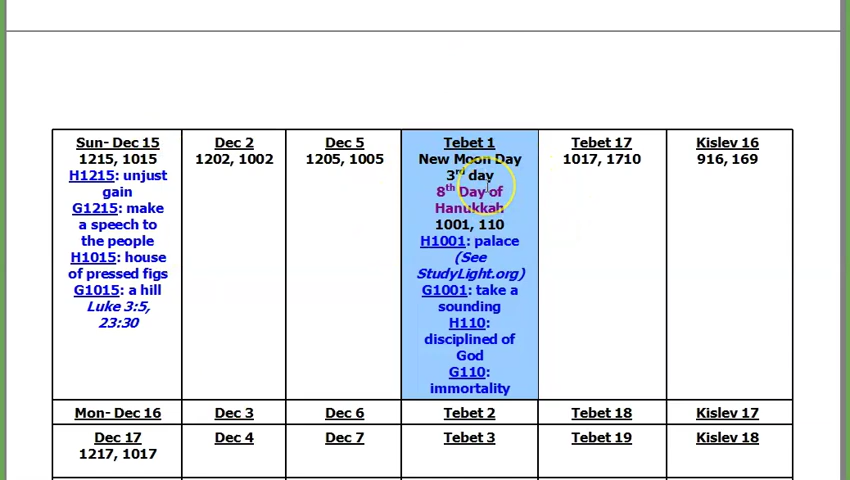 Sun- Dec 15
1215, 1015
H1215: unjust
gain
G1215: make
a speech to
the people
H1015: house
of pressed figs
G1015: a hill
Luke 3:5,
23:30
Dec 2
1202, 1002
Dec 5
1205, 1005
Tebet 1
New Moon Day
3rd day
8th Day of
Hanukkah
1001, 110
H1001: palace
(See
StudyLight.org)
G1001: take a
sounding
H110:
disciplined of
God
G110:
immortality
Tebet 17
1017, 1710
Kislev 16
916, 169
Mon- Dec 16
Dec 3
Dec 6
Tebet 2
Tebet 18
Kislev 17
Dec 17
1217, 1017
Dec 4
Dec 7
Tebet 3
Tebet 19
Kislev 18